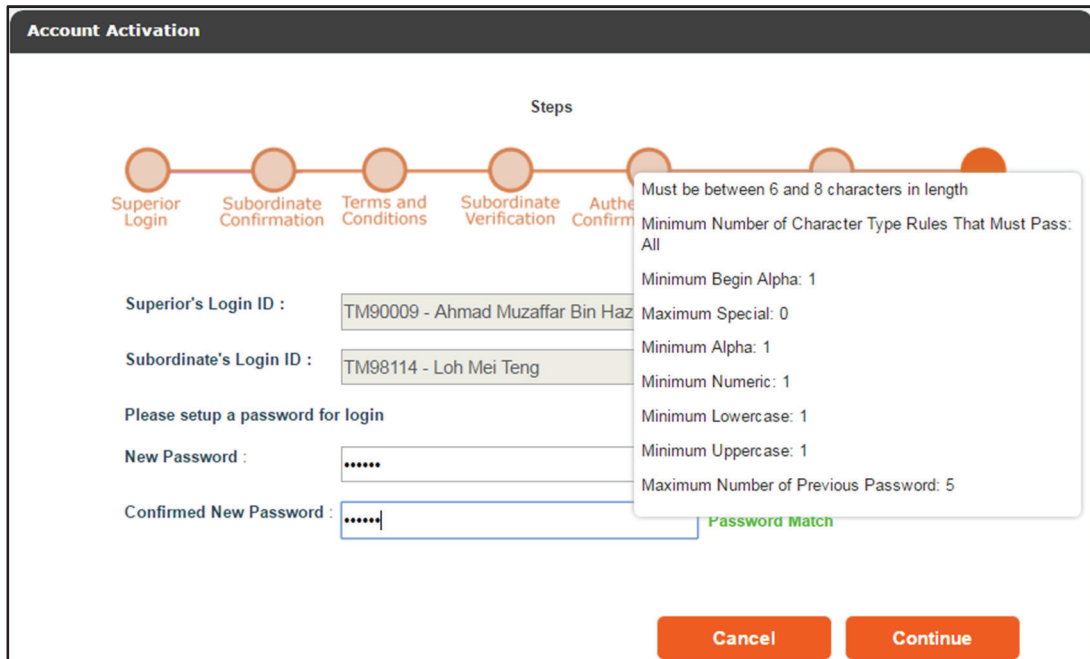 Account Activation
Steps
Superior Login
Subordinate Confirmation
Terms and Conditions
Subordinate Verification
Must be between 6 and 8 characters in length
Minimum Number of Character Type Rules That Must Pass:
All
Minimum Begin Alpha: 1
Maximum Special: 0
Minimum Alpha: 1
Minimum Numeric: 1
Minimum Lowercase: 1
Minimum Uppercase: 1
Maximum Number of Previous Password: 5
Superior's Login ID :
TM90009 - Ahmad Muzaffar Bin Haz
Subordinate's Login ID :
TM98114 - Loh Mei Teng
Please setup a password for login
New Password :
••••••
Confirmed New Password :
••••••
Password Match
Cancel
Continue